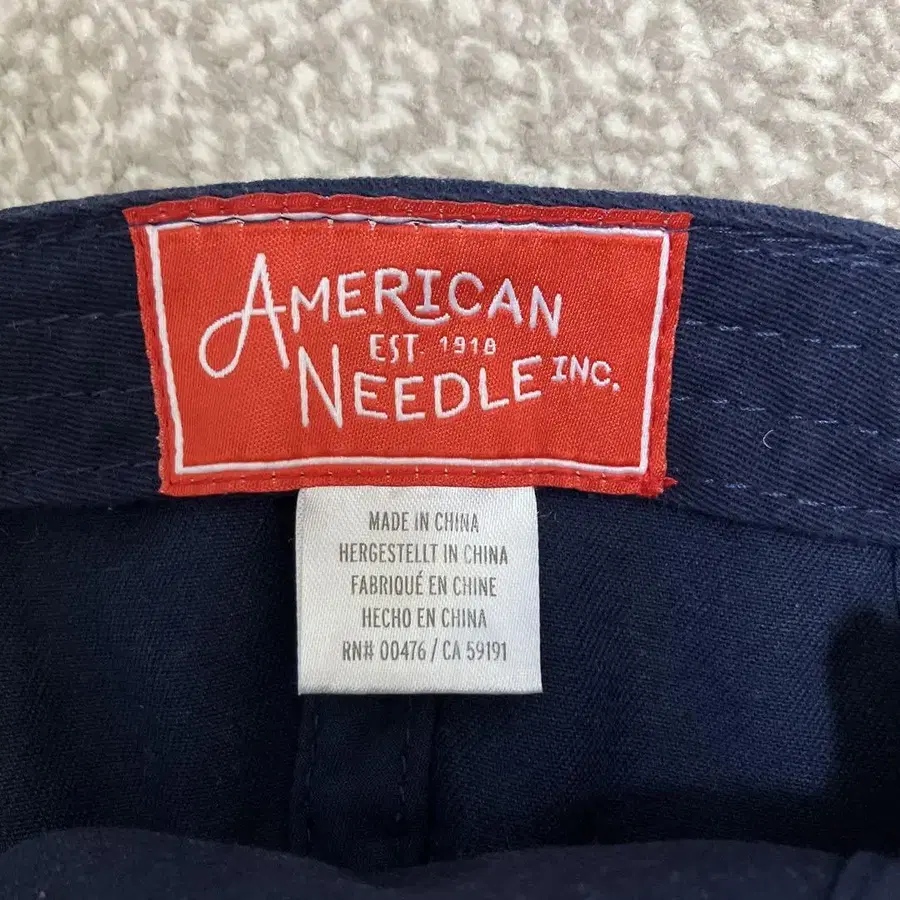 AMERICAN
EST. 1918
NEEDLE INC.
MADE IN CHINA
HERGESTELLT IN CHINA
FABRIQUÉ EN CHINE
HECHO EN CHINA
RN# 00476 / CA 59191